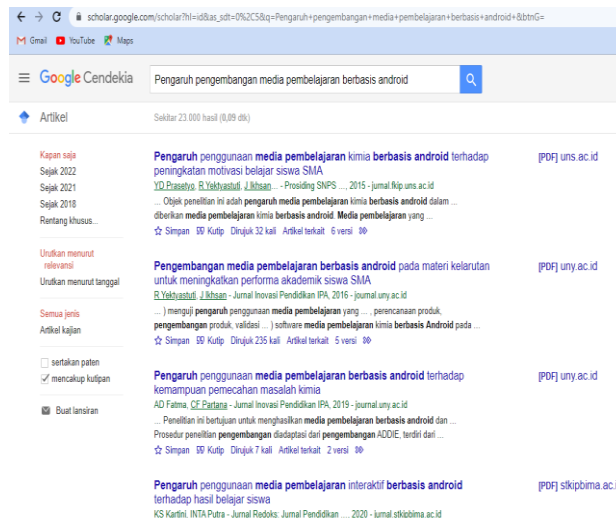 scholar.google.com/scholar?hl=id&as_sdt=0%2C5&q=Pengaruh+pengembangan+media+pembelajaran+berbasis+android+&btnG=
Gmail YouTube Maps
Google Cendekia
Pengaruh pengembangan media pembelajaran berbasis android
Artikel
Sekitar 23.000 hasil (0,09 dtk)
Kapan saja
Sejak 2022
Sejak 2021
Sejak 2018
Rentang khusus...
Urutkan menurut
relevansi
Urutkan menurut tanggal
Semua jenis
Artikel kajian
sertakan paten
mencakup kutipan
Buat lansiran
Pengaruh penggunaan media pembelajaran kimia berbasis android terhadap
peningkatan motivasi belajar siswa SMA
YD Prasetyo, R Yektyastuti, J Ikhsan... - Prosiding SNPS ..., 2015 - jurnal.fkip.uns.ac.id
... Objek penelitian ini adalah pengaruh media pembelajaran kimia berbasis android dalam ...
diberikan media pembelajaran kimia berbasis android. Media pembelajaran yang ...
Simpan Kutip Dirujuk 32 kali Artikel terkait 6 versi
[PDF] uns.ac.id
Pengembangan media pembelajaran berbasis android pada materi kelarutan
untuk meningkatkan performa akademik siswa SMA
R Yektyastuti, J Ikhsan - Jurnal Inovasi Pendidikan IPA, 2016 - journal.uny.ac.id
... ) menguji pengaruh penggunaan media pembelajaran yang ... , perencanaan produk,
pengembangan produk, validasi ... ) software media pembelajaran kimia berbasis Android pada ...
Simpan Kutip Dirujuk 235 kali Artikel terkait 5 versi
[PDF] uny.ac.id
Pengaruh penggunaan media pembelajaran berbasis android terhadap
kemampuan pemecahan masalah kimia
AD Fatma, CF Partana - Jurnal Inovasi Pendidikan IPA, 2019 - journal.uny.ac.id
... Penelitian ini bertujuan untuk menghasilkan media pembelajaran berbasis android dan ...
Prosedur penelitian pengembangan diadaptasi dari pengembangan ADDIE, terdiri dari ...
Simpan Kutip Dirujuk 7 kali Artikel terkait 2 versi
[PDF] uny.ac.id
Pengaruh penggunaan media pembelajaran interaktif berbasis android
terhadap hasil belajar siswa
KS Kartini, INTA Putra - Jurnal Redoks: Jurnal Pendidikan ..., 2020 - jurnal.stkipbima.ac.id
[PDF] stkipbima.ac.i